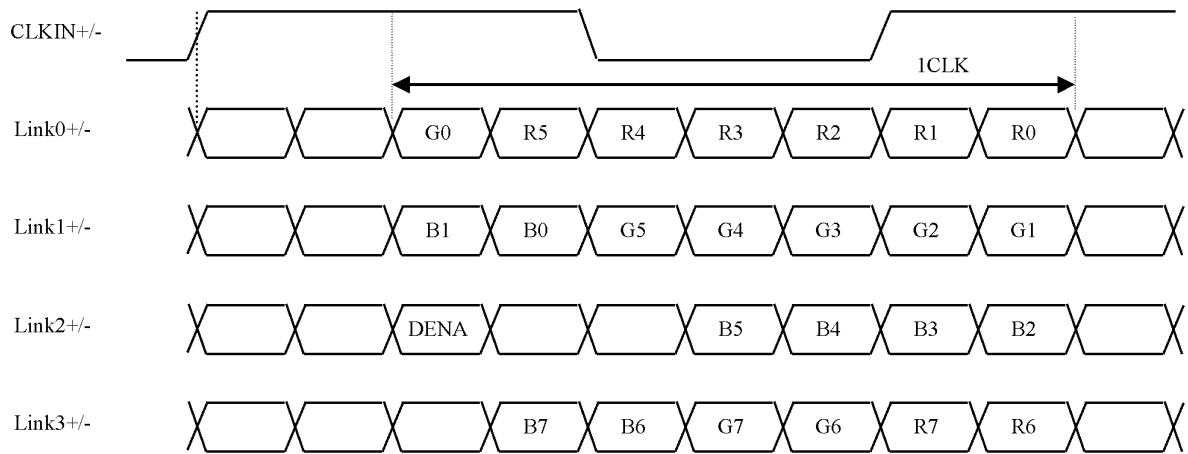 CLKIN+/-
1CLK
Link0+/- G0 R5 R4 R3 R2 R1 R0
Link1+/- B1 B0 G5 G4 G3 G2 G1
Link2+/- DENA B5 B4 B3 B2
Link3+/- B7 B6 G7 G6 R7 R6